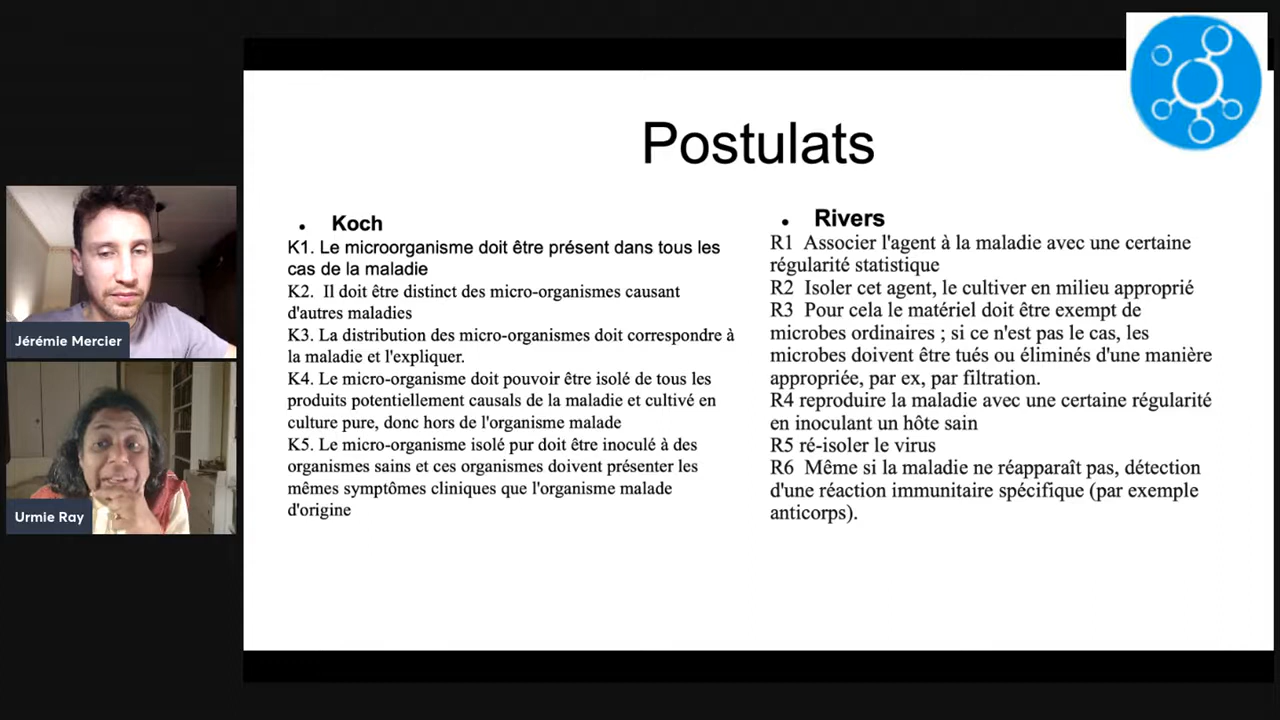 Postulats
• Koch
K1. Le microorganisme doit être présent dans tous les
cas de la maladie
K2. Il doit être distinct des micro-organismes causant
d'autres maladies
K3. La distribution des micro-organismes doit correspondre à
la maladie et l'expliquer.
K4. Le micro-organisme doit pouvoir être isolé de tous les
produits potentiellement causals de la maladie et cultivé en
culture pure, donc hors de l'organisme malade
K5. Le micro-organisme isolé pur doit être inoculé à des
organismes sains et ces organismes doivent présenter les
mêmes symptômes cliniques que l'organisme malade
d'origine
• Rivers
R1 Associer l'agent à la maladie avec une certaine
régularité statistique
R2 Isoler cet agent, le cultiver en milieu approprié
R3 Pour cela le matériel doit être exempt de
microbes ordinaires ; si ce n'est pas le cas, les
microbes doivent être tués ou éliminés d'une manière
appropriée, par ex, par filtration.
R4 reproduire la maladie avec une certaine régularité
en inoculant un hôte sain
R5 ré-isoler le virus
R6 Même si la maladie ne réapparaît pas, détection
d'une réaction immunitaire spécifique (par exemple
anticorps).
Jérémie Mercier
Urmie Ray